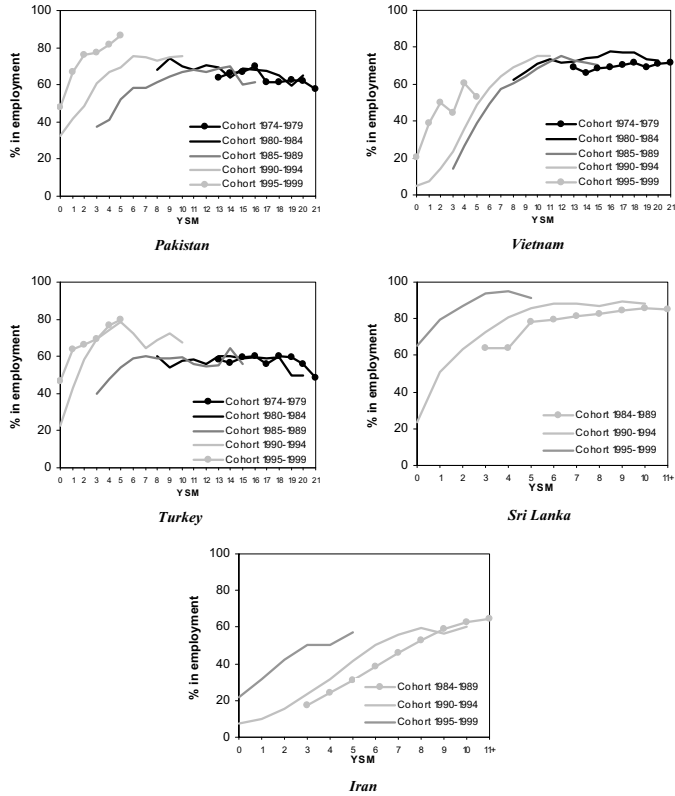 100
80
60
40
20
0
% in employment
0 1 2 3 4 5 6 7 8 9 10 11 12 13 14 15 16 17 18 19 20 21
YSM
Cohort 1974-1979
Cohort 1980-1984
Cohort 1985-1989
Cohort 1990-1994
Cohort 1995-1999
Pakistan
100
80
60
40
20
0
% in employment
0 1 2 3 4 5 6 7 8 9 10 11 12 13 14 15 16 17 18 19 20 21
YSM
Cohort 1974-1979
Cohort 1980-1984
Cohort 1985-1989
Cohort 1990-1994
Cohort 1995-1999
Vietnam
100
80
60
40
20
0
% in employment
0 1 2 3 4 5 6 7 8 9 10 11 12 13 14 15 16 17 18 19 20 21
YSM
Cohort 1974-1979
Cohort 1980-1984
Cohort 1985-1989
Cohort 1990-1994
Cohort 1995-1999
Turkey
100
80
60
40
20
0
% in employment
0 1 2 3 4 5 6 7 8 9 10 11+
YSM
Cohort 1984-1989
Cohort 1990-1994
Cohort 1995-1999
Sri Lanka
100
80
60
40
20
0
% in employment
0 1 2 3 4 5 6 7 8 9 10 11+
YSM
Cohort 1984-1989
Cohort 1990-1994
Cohort 1995-1999
Iran